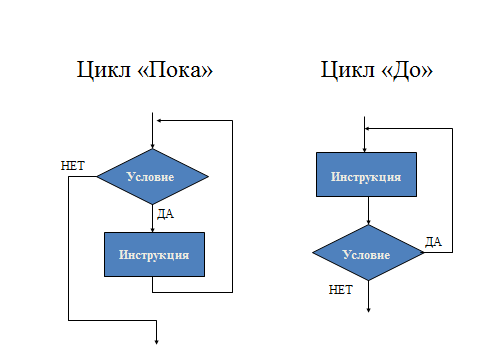 Цикл «Пока»
НЕТ
Условие
ДА
Инструкция
Цикл «До»
Инструкция
Условие
ДА
НЕТ